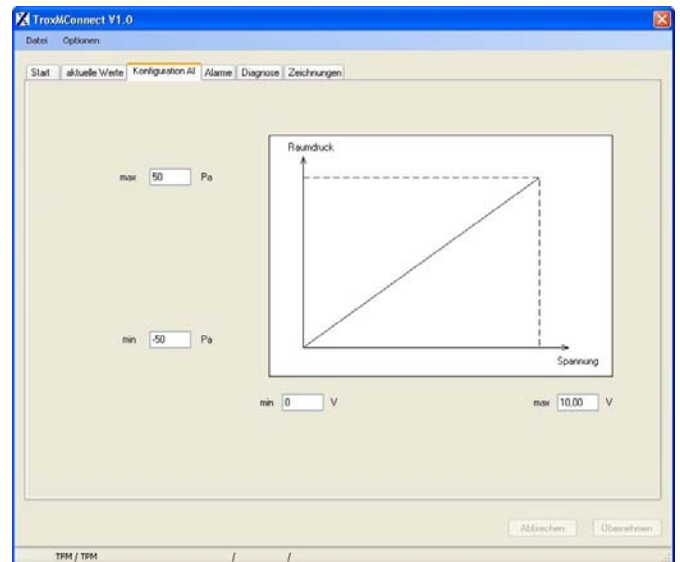 TroxMConnect V1.0
Datei Optionen
Start aktuelle Werte Konfiguration AI Alarme Diagnose Zeichnungen
Raumdruck
max 50 Pa
min -50 Pa
Spannung
min 0 V max 10,00 V
Abbrechen Übernehmen
TFM / TPM / /